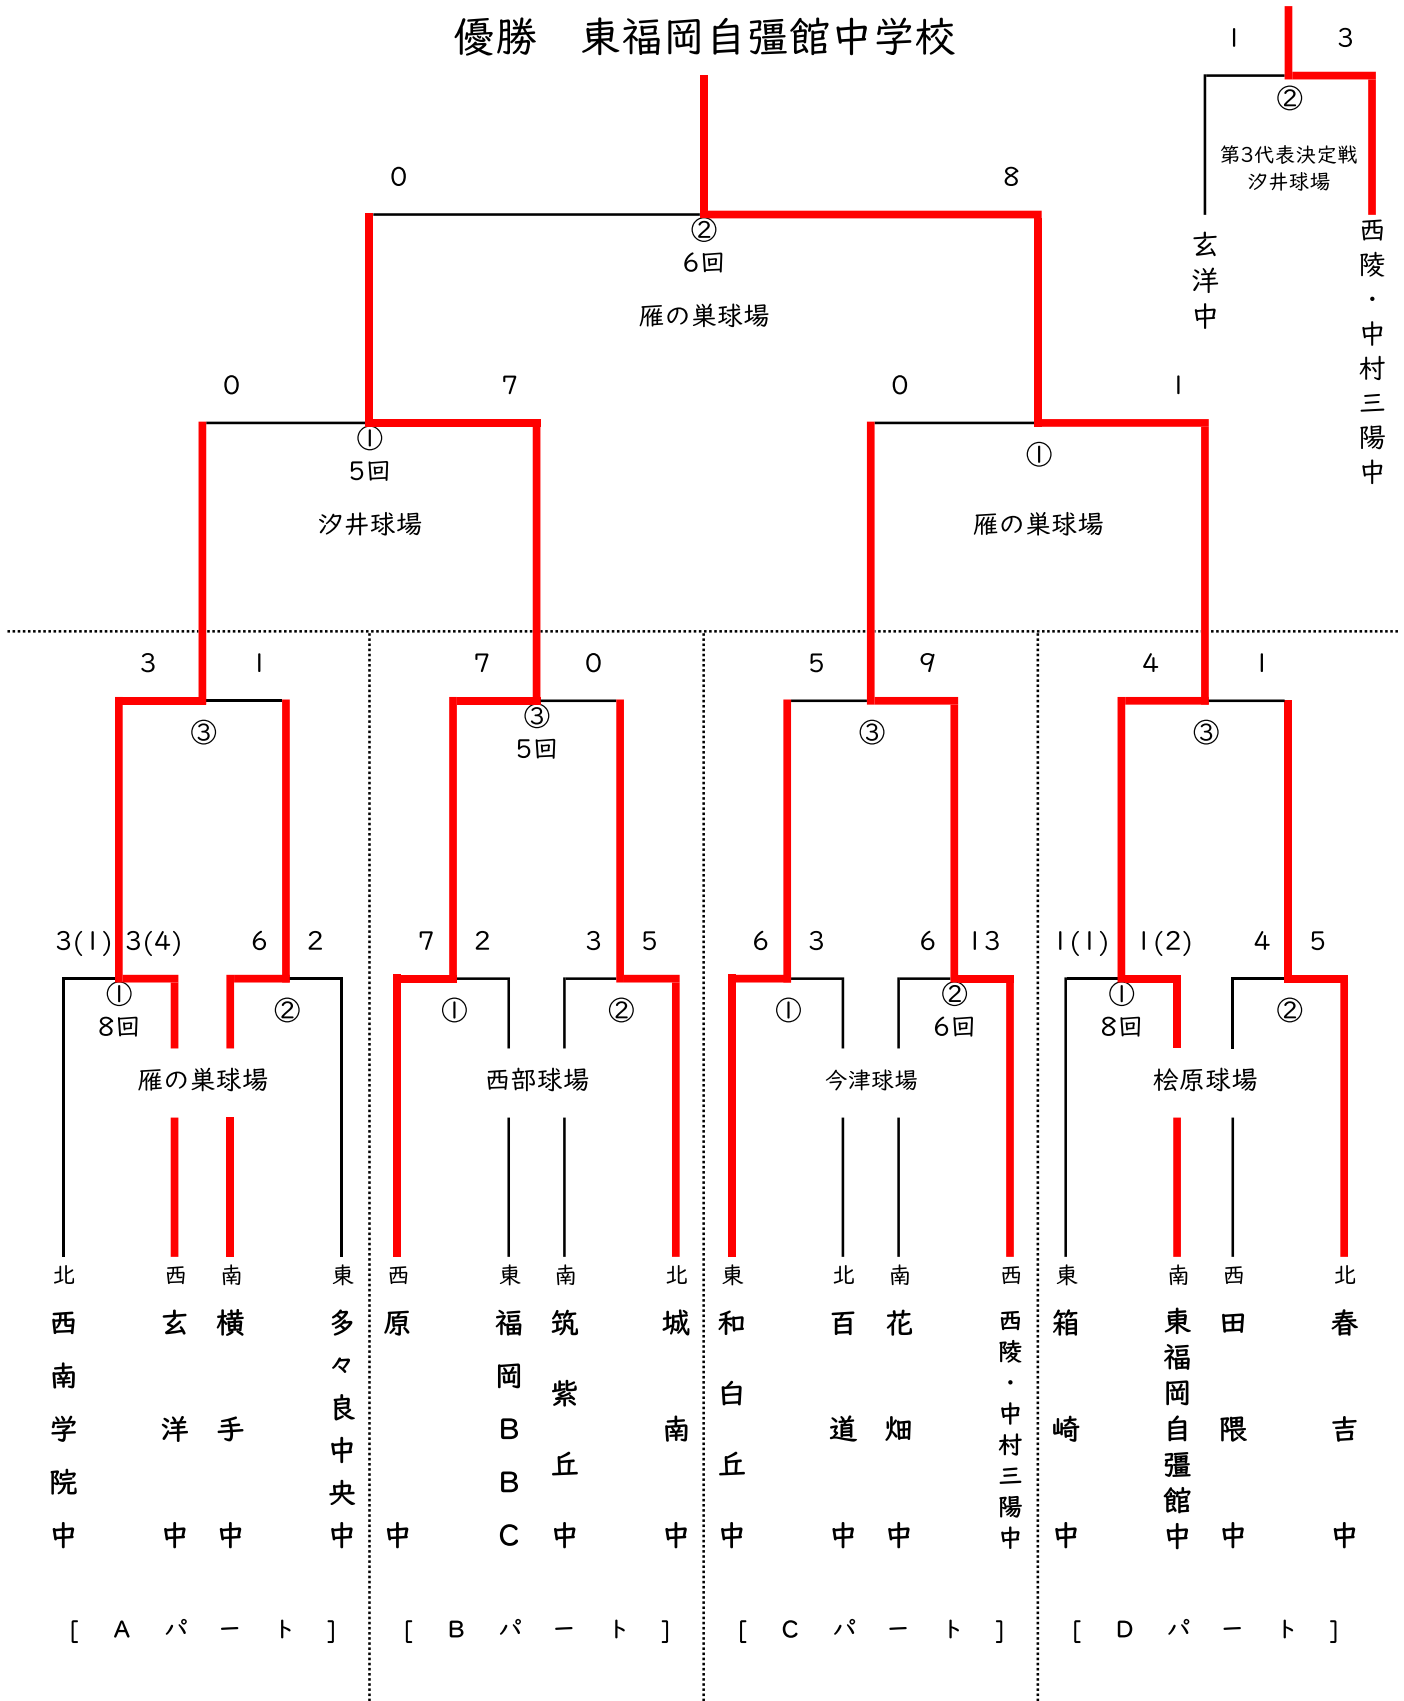 優勝　東福岡自彊館中学校
1 3
②
第3代表決定戦
汐井球場
玄洋中
西陵・中村三陽中
0 8
②
6回
雁の巣球場
0 7 0 1
①
5回
汐井球場
①
雁の巣球場
3 1 7 0 5 9 4 1
③
③
5回
③
③
3(1) 3(4) 6 2 7 2 3 5 6 3 6 13 1(1) 1(2) 4 5
①
8回
②
①
②
①
②
6回
①
8回
②
雁の巣球場
西部球場
今津球場
桧原球場
北 西 南 東 西 東 南 北 東 北 南 西 東 南 西 北
西南学院中
玄洋中
横手中
多々良中央中
原中
福岡BBC
筑紫丘中
城南中
和白丘中
百道中
花畑中
西陵・中村三陽中
箱崎中
東福岡自彊館中
田隈中
春吉中
[ Aパート ]
[ Bパート ]
[ Cパート ]
[ Dパート ]